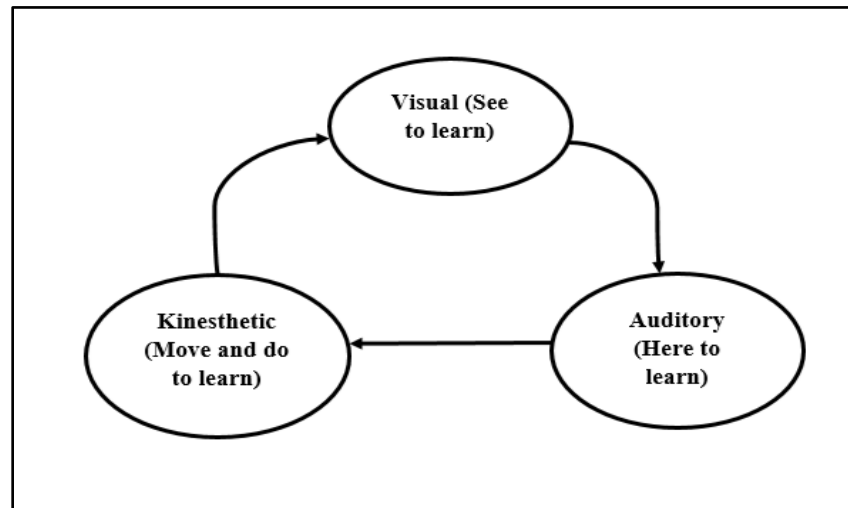 Visual (See
to learn)
Kinesthetic
(Move and do
to learn)
Auditory
(Here to
learn)